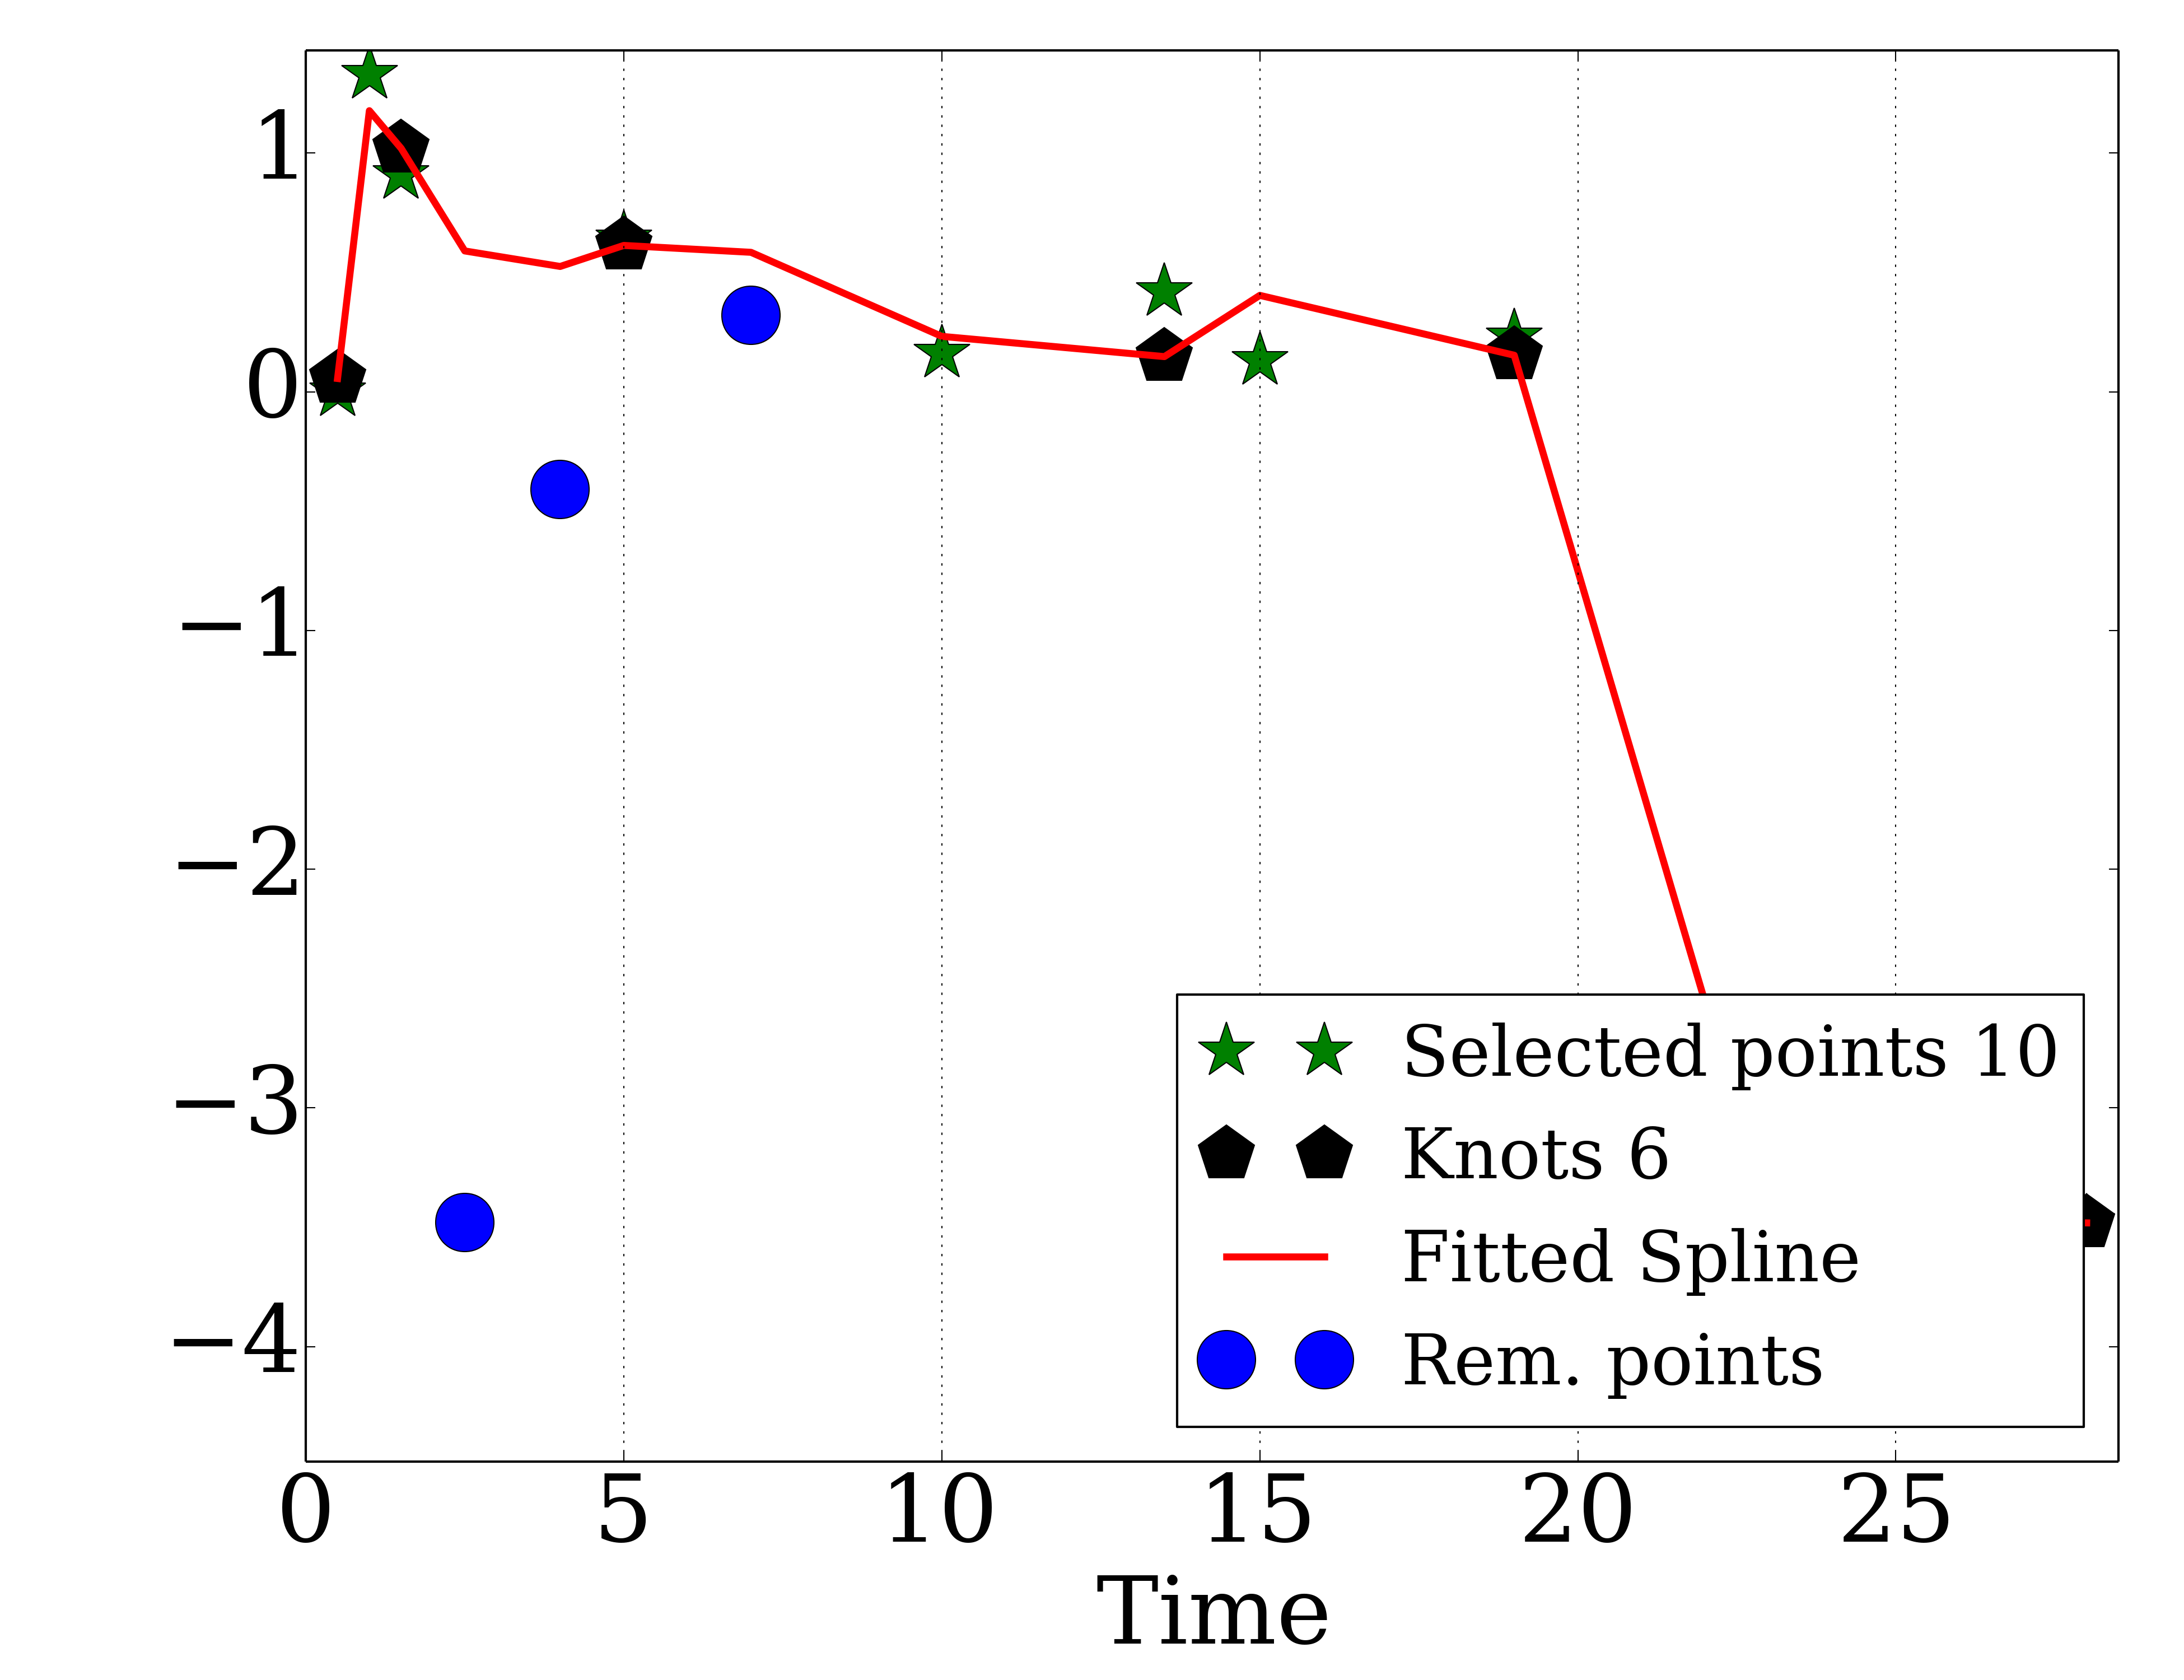 1
0
−1
−2
−3
−4
Selected points 10
Knots 6
Fitted Spline
Rem. points
0 5 10 15 20 25
Time